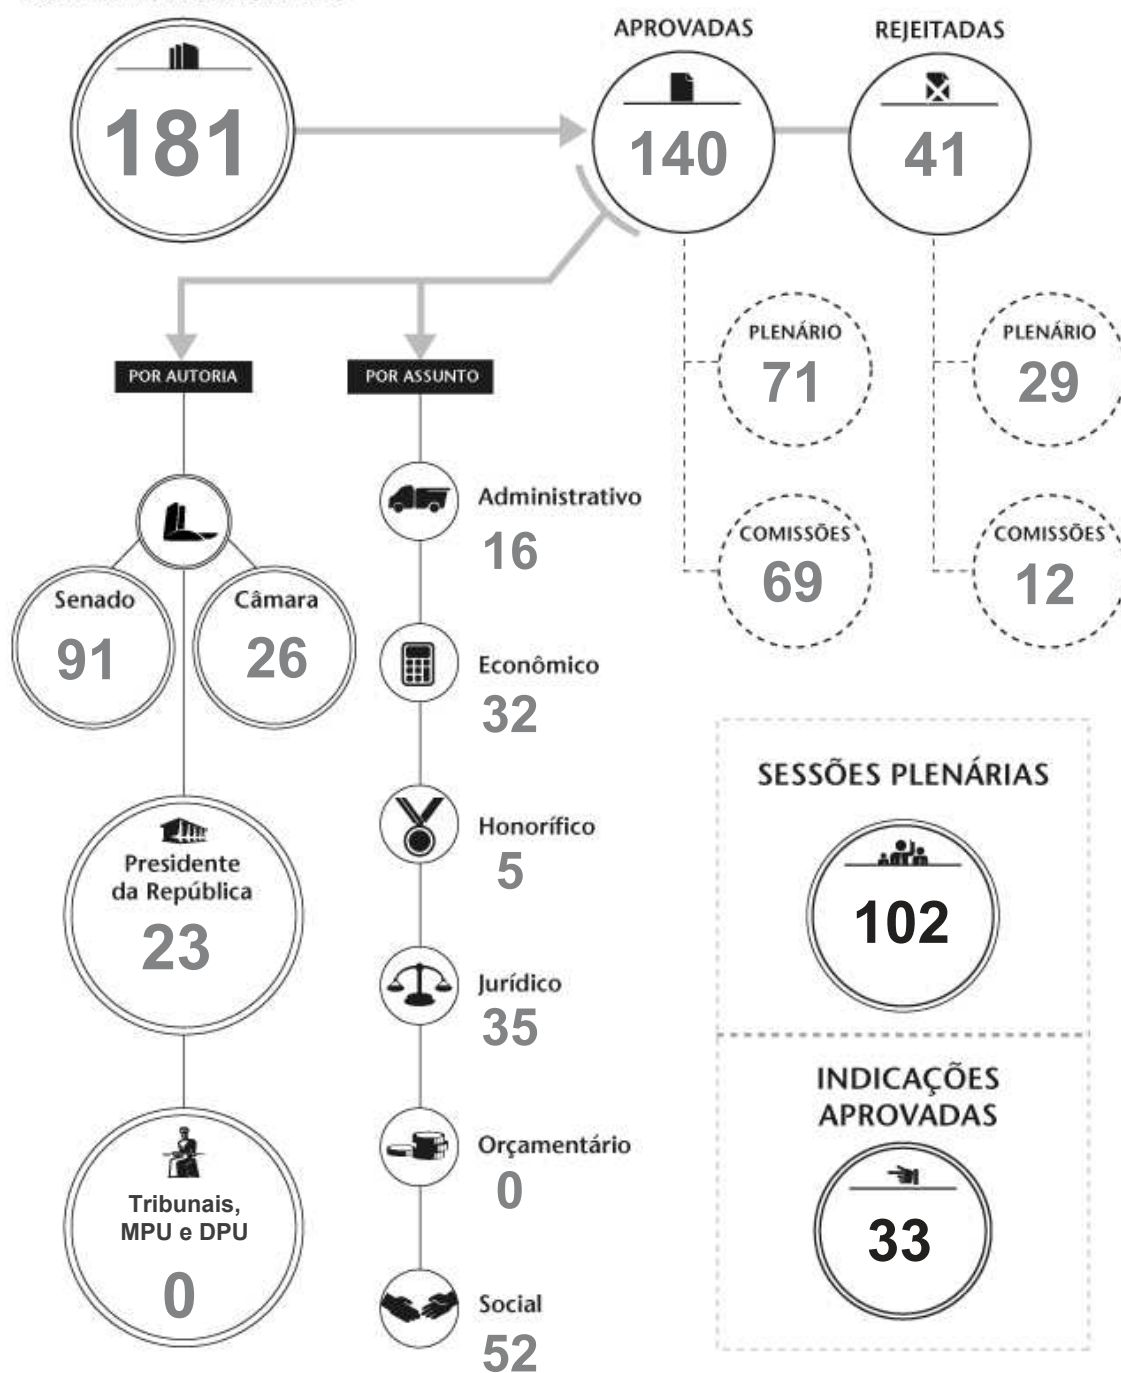 APROVADAS
REJEITADAS
181
140
41
PLENÁRIO
71
PLENÁRIO
29
COMISSÕES
69
COMISSÕES
12
POR AUTORIA
Senado
91
Câmara
26
Presidente
da República
23
Tribunais,
MPU e DPU
0
POR ASSUNTO
Administrativo
16
Econômico
32
Honorífico
5
Jurídico
35
Orçamentário
0
Social
52
SESSÕES PLENÁRIAS
102
INDICAÇÕES
APROVADAS
33